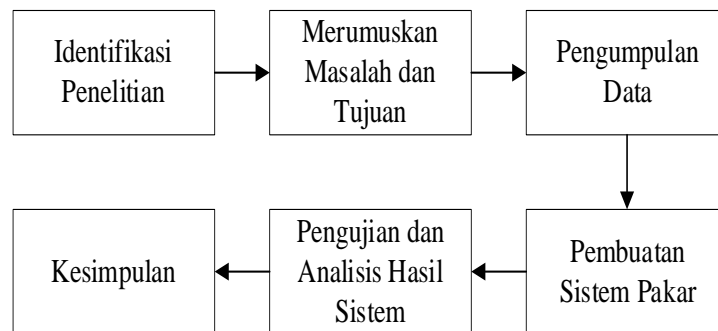 Identifikasi
Penelitian
Merumuskan
Masalah dan
Tujuan
Pengumpulan
Data
Pembuatan
Sistem Pakar
Pengujian dan
Analisis Hasil
Sistem
Kesimpulan